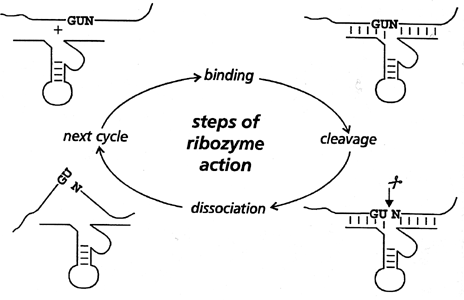 GUN
+
GUN
binding
steps of
ribozyme
action
next cycle
cleavage
dissociation
GU N
GU N